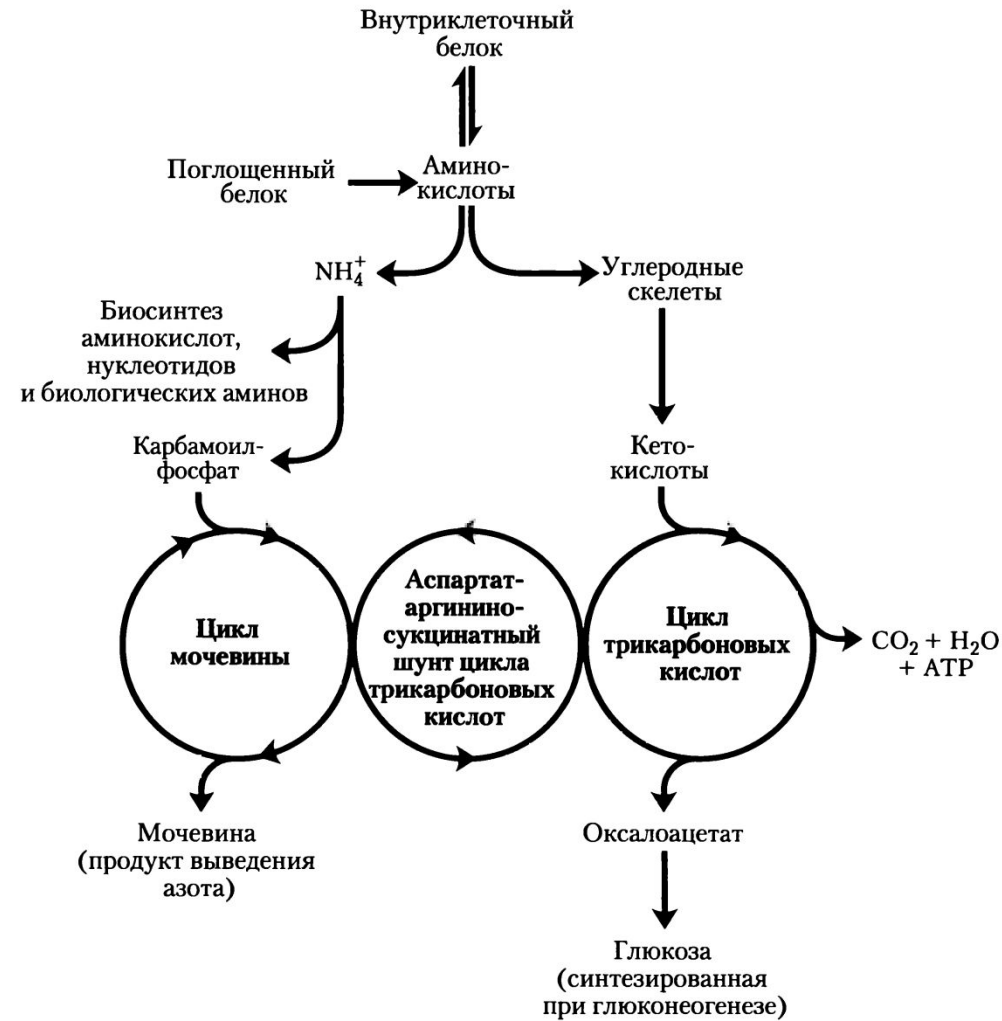 Внутриклеточный
белок
Поглощенный
белок
Амино-
кислоты
NH₄⁺
Углеродные
скелеты
Биосинтез
аминокислот,
нуклеотидов
и биологических аминов
Карбамоил-
фосфат
Кето-
кислоты
Цикл
мочевины
Аспартат-
аргинино-
сукцинатный
шунт цикла
трикарбоновых
кислот
Цикл
трикарбоновых
кислот
CO₂ + H₂O
+ АТР
Мочевина
(продукт выведения
азота)
Оксалоацетат
Глюкоза
(синтезированная
при глюконеогенезе)